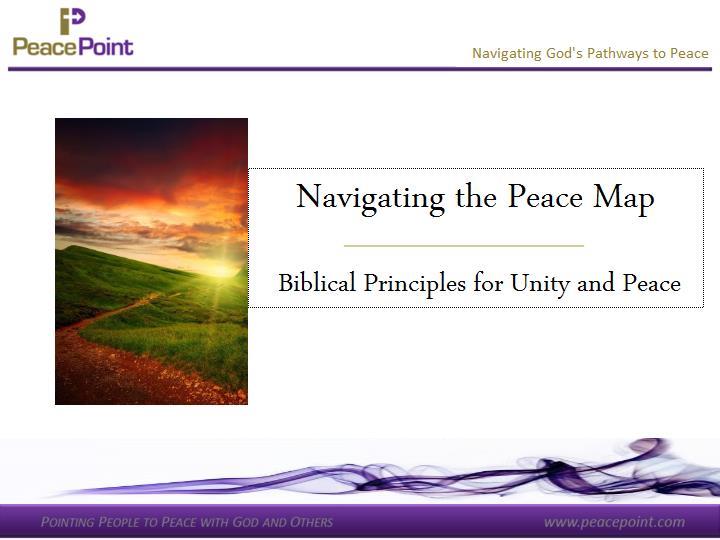 PeacePoint
Navigating God's Pathways to Peace
Navigating the Peace Map
Biblical Principles for Unity and Peace
POINTING PEOPLE TO PEACE WITH GOD AND OTHERS
www.peacepoint.com